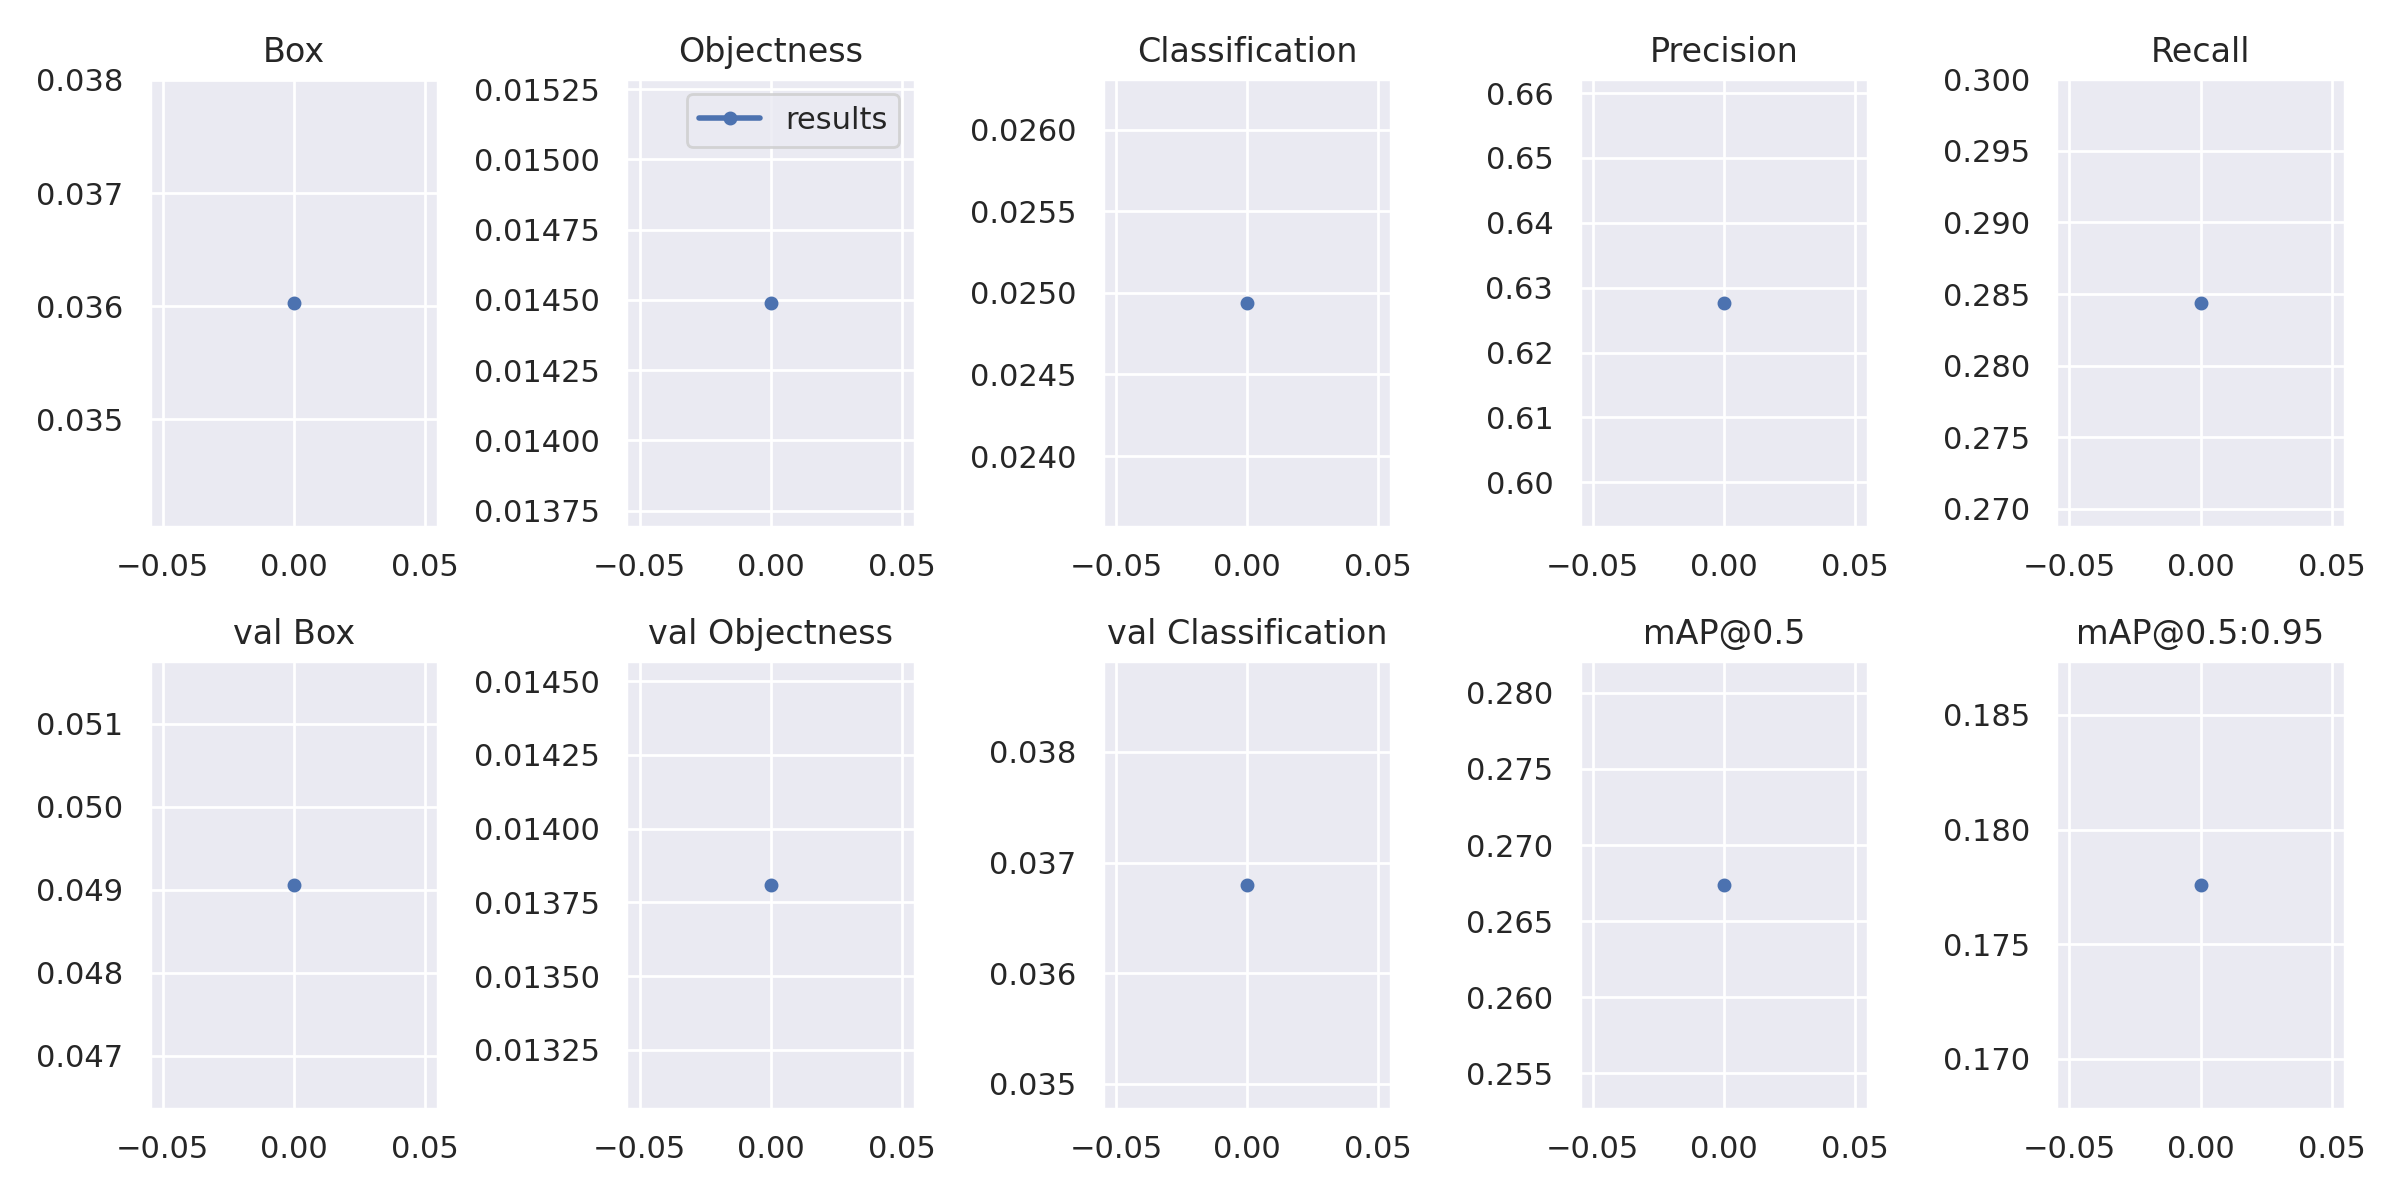 Box
0.038
0.037
0.036
0.035
−0.05 0.00 0.05
Objectness
results
0.01525
0.01500
0.01475
0.01450
0.01425
0.01400
0.01375
−0.05 0.00 0.05
Classification
0.0260
0.0255
0.0250
0.0245
0.0240
−0.05 0.00 0.05
Precision
0.66
0.65
0.64
0.63
0.62
0.61
0.60
−0.05 0.00 0.05
Recall
0.300
0.295
0.290
0.285
0.280
0.275
0.270
−0.05 0.00 0.05
val Box
0.051
0.050
0.049
0.048
0.047
−0.05 0.00 0.05
val Objectness
0.01450
0.01425
0.01400
0.01375
0.01350
0.01325
−0.05 0.00 0.05
val Classification
0.038
0.037
0.036
0.035
−0.05 0.00 0.05
mAP@0.5
0.280
0.275
0.270
0.265
0.260
0.255
−0.05 0.00 0.05
mAP@0.5:0.95
0.185
0.180
0.175
0.170
−0.05 0.00 0.05